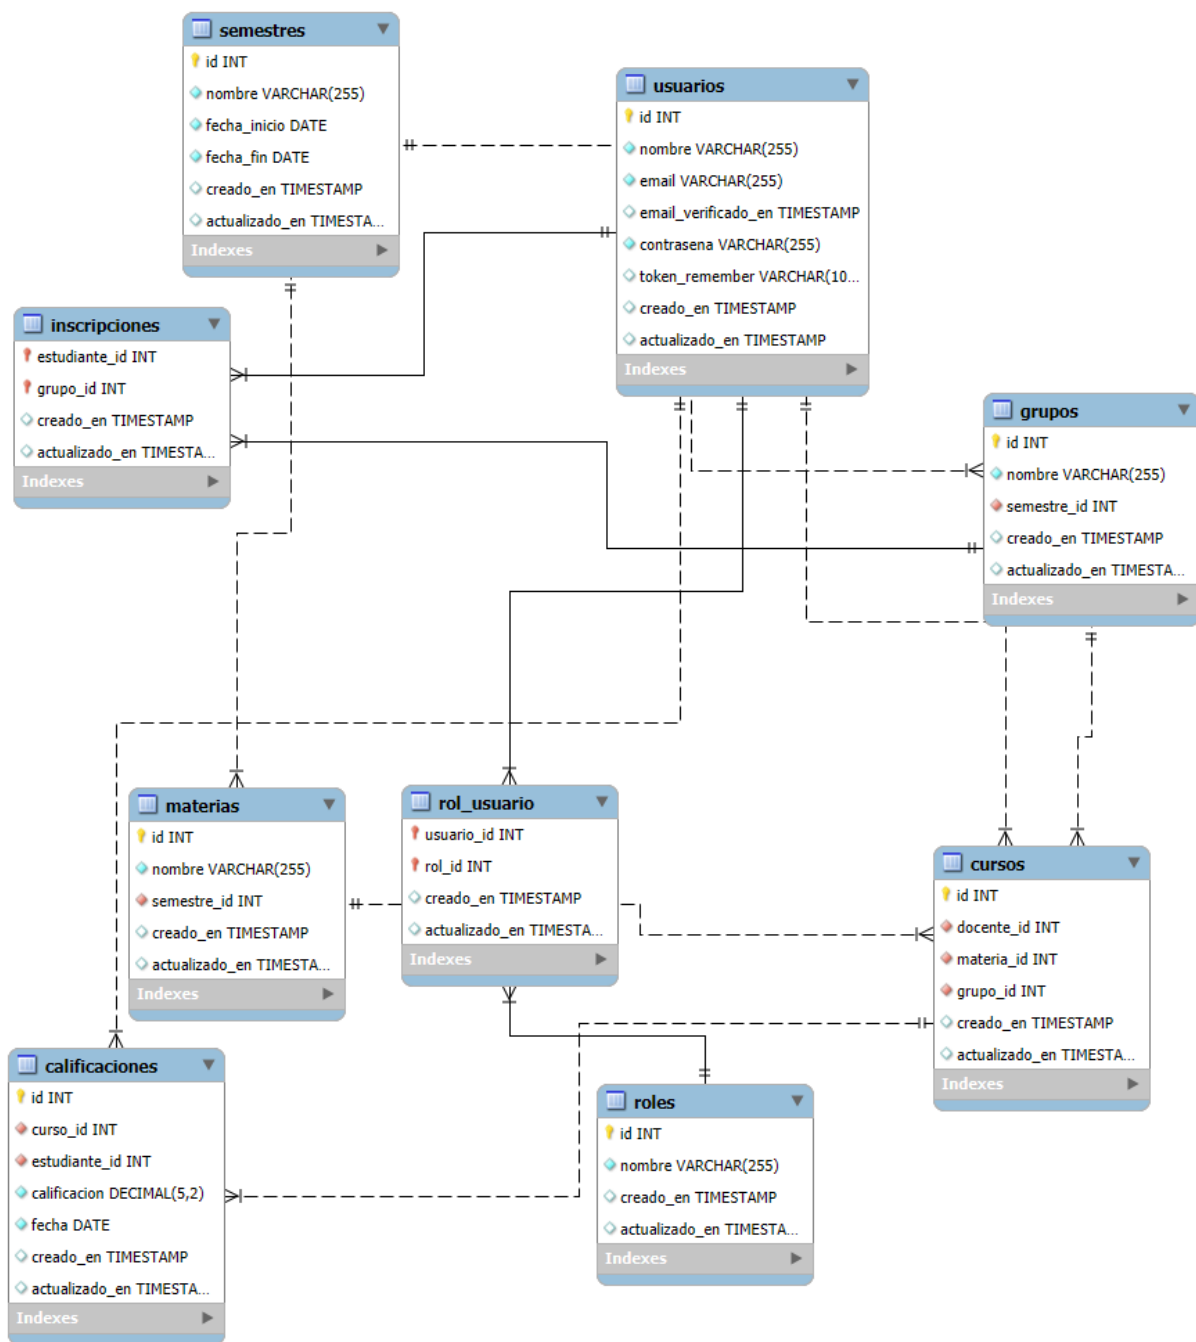 semestres
id INT
nombre VARCHAR(255)
fecha_inicio DATE
fecha_fin DATE
creado_en TIMESTAMP
actualizado_en TIMESTA...
Indexes
usuarios
id INT
nombre VARCHAR(255)
email VARCHAR(255)
email_verificado_en TIMESTAMP
contrasena VARCHAR(255)
token_remember VARCHAR(10...
creado_en TIMESTAMP
actualizado_en TIMESTAMP
Indexes
inscripciones
estudiante_id INT
grupo_id INT
creado_en TIMESTAMP
actualizado_en TIMESTA...
Indexes
grupos
id INT
nombre VARCHAR(255)
semestre_id INT
creado_en TIMESTAMP
actualizado_en TIMESTA...
Indexes
materias
id INT
nombre VARCHAR(255)
semestre_id INT
creado_en TIMESTAMP
actualizado_en TIMESTA...
Indexes
rol_usuario
usuario_id INT
rol_id INT
creado_en TIMESTAMP
actualizado_en TIMESTA...
Indexes
cursos
id INT
docente_id INT
materia_id INT
grupo_id INT
creado_en TIMESTAMP
actualizado_en TIMESTA...
Indexes
calificaciones
id INT
curso_id INT
estudiante_id INT
calificacion DECIMAL(5,2)
fecha DATE
creado_en TIMESTAMP
actualizado_en TIMESTA...
Indexes
roles
id INT
nombre VARCHAR(255)
creado_en TIMESTAMP
actualizado_en TIMESTA...
Indexes